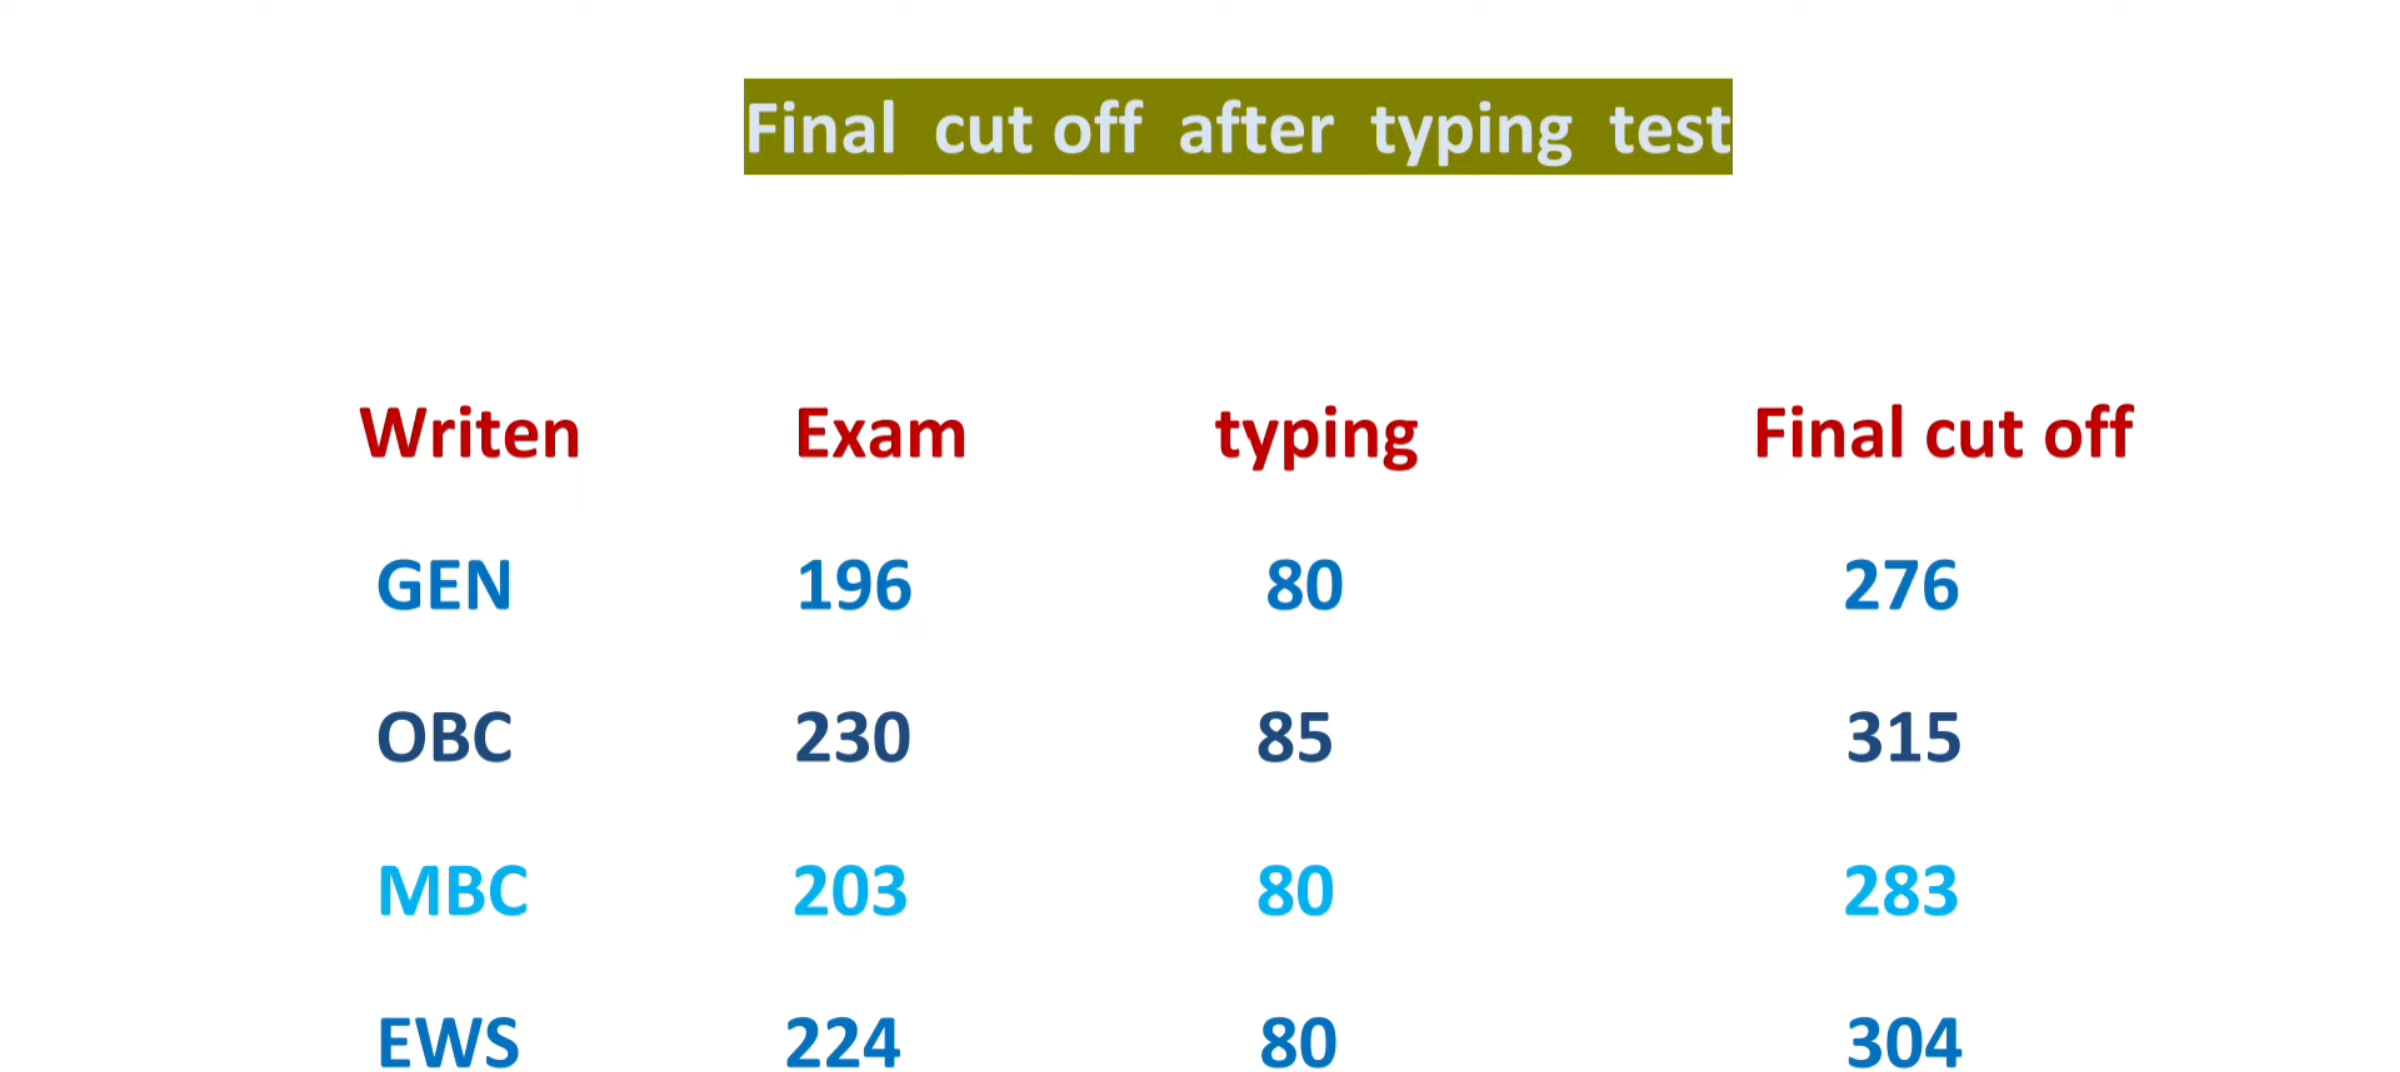 Final cut off after typing test
Writen Exam typing Final cut off
GEN 196 80 276
OBC 230 85 315
MBC 203 80 283
EWS 224 80 304